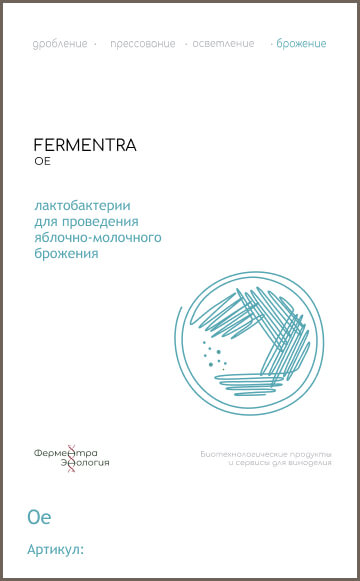 дробление · прессование · осветление · брожение
FERMENTRA
OE
лактобактерии
для проведения
яблочно-молочного
брожения
Ферментра
Энология
Биотехнологические продукты
и сервисы для виноделия
Oe
Артикул: